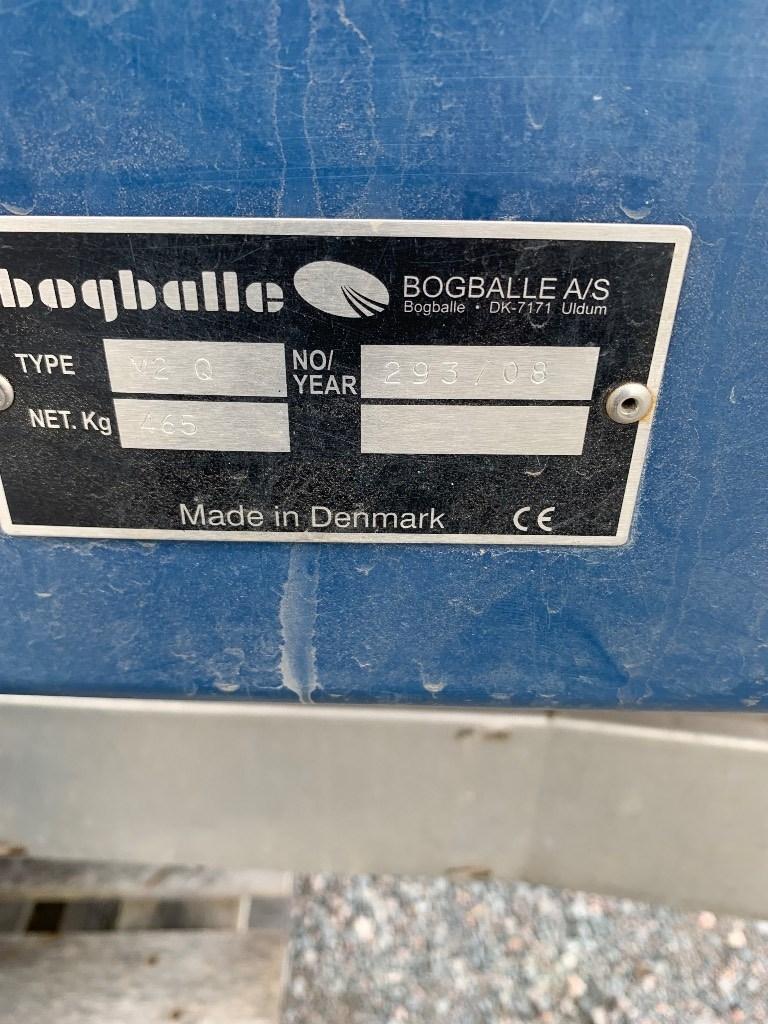 bogballe BOGBALLE A/S
Bogballe • DK-7171 Uldum
TYPE V2 Q NO/ YEAR 293/08
NET. Kg 465
Made in Denmark CE